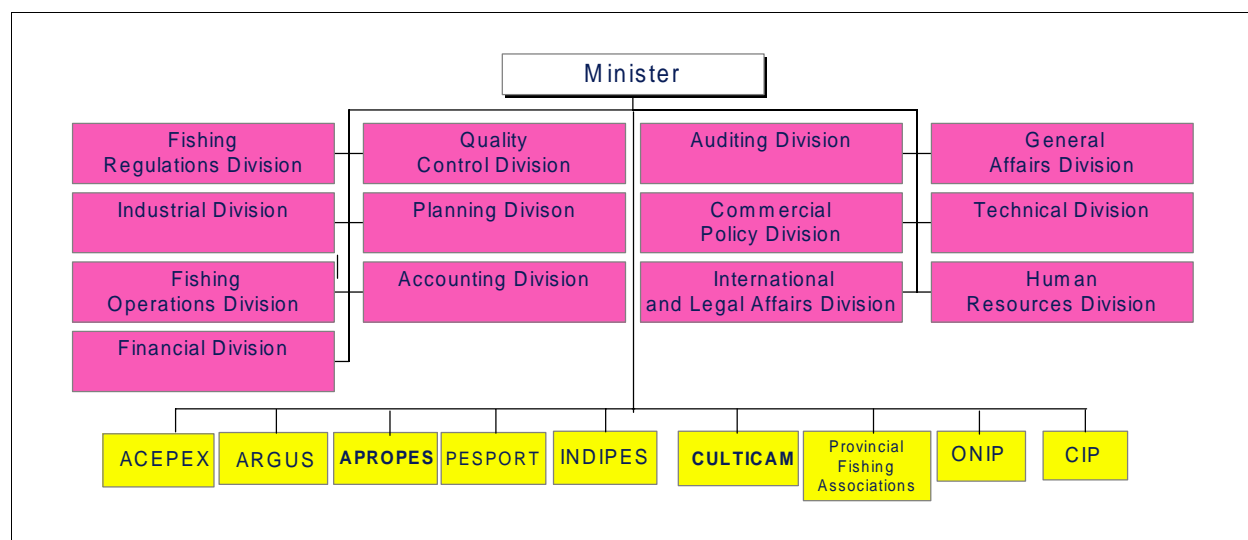 Minister
Fishing
Regulations Division
Quality
Control Division
Auditing Division
General
Affairs Division
Industrial Division
Planning Divison
Commercial
Policy Division
Technical Division
Fishing
Operations Division
Accounting Division
International
and Legal Affairs Division
Human
Resources Division
Financial Division
ACEPEX
ARGUS
APROPES
PESPORT
INDIPES
CULTICAM
Provincial
Fishing
Associations
ONIP
CIP